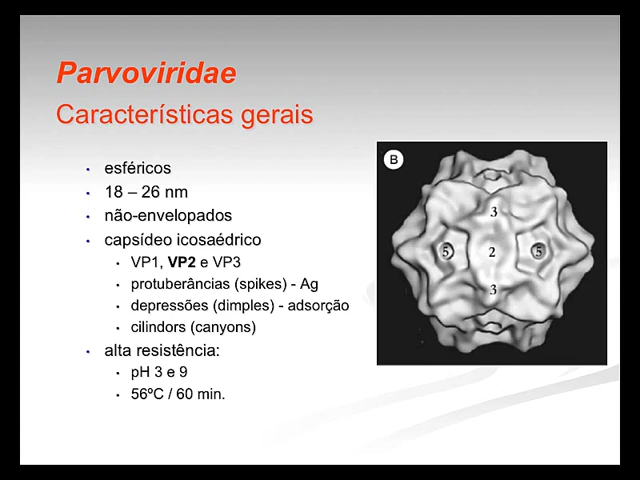 Parvoviridae
Características gerais
• esféricos
• 18 – 26 nm
• não-envelopados
• capsídeo icosaédrico
• VP1, VP2 e VP3
• protuberâncias (spikes) - Ag
• depressões (dimples) - adsorção
• cilindors (canyons)
• alta resistência:
• pH 3 e 9
• 56ºC / 60 min.
B
3
5 2 5
3